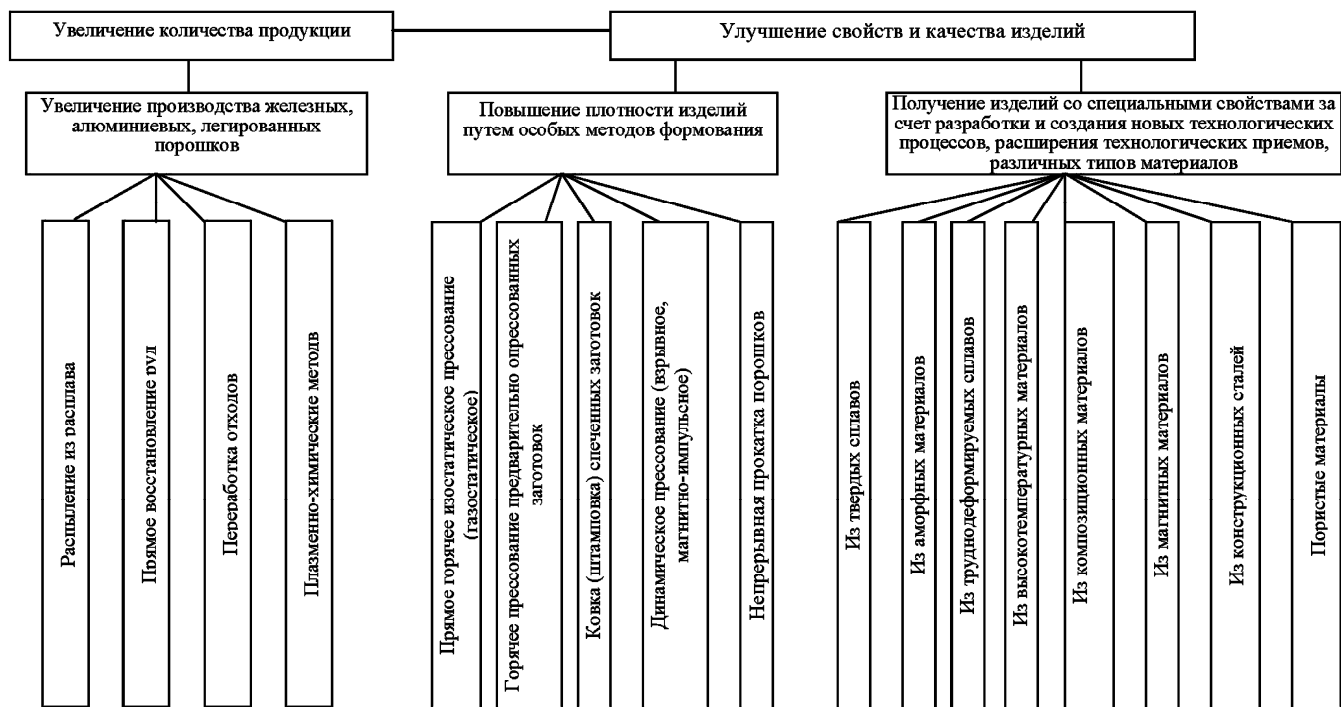 Увеличение количества продукции
Улучшение свойств и качества изделий
Увеличение производства железных,
алюминиевых, легированных
порошков
Повышение плотности изделий
путем особых методов формования
Получение изделий со специальными свойствами за
счет разработки и создания новых технологических
процессов, расширения технологических приемов,
различных типов материалов
Распыление из расплава
Прямое восстановление руд
Переработка отходов
Плазменно-химические методв
Прямое горячее изостатическое прессование
(газостатическое)
Горячее прессование предварительно опрессованных
заготовок
Ковка (штамповка) спеченных заготовок
Динамическое прессование (взрывное,
магнитно-импульсное)
Непрерывная прокатка порошков
Из твердых сплавов
Из аморфных материалов
Из труднодеформируемых сплавов
Из высокотемпературных материалов
Из композиционных материалов
Из магнитных материалов
Из конструкционных сталей
Пористые материалы